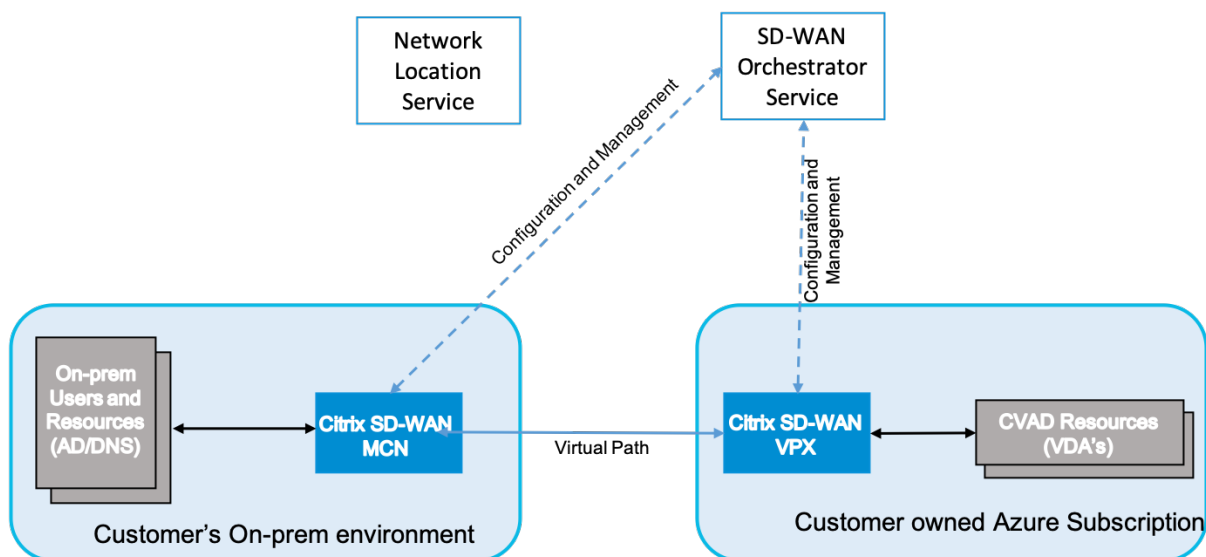 Network
Location
Service
SD-WAN
Orchestrator
Service
Configuration and Management
Configuration and
Management
On-prem
Users and
Resources
(AD/DNS)
Citrix SD-WAN
MCN
Virtual Path
Citrix SD-WAN
VPX
CVAD Resources
(VDA's)
Customer's On-prem environment
Customer owned Azure Subscription